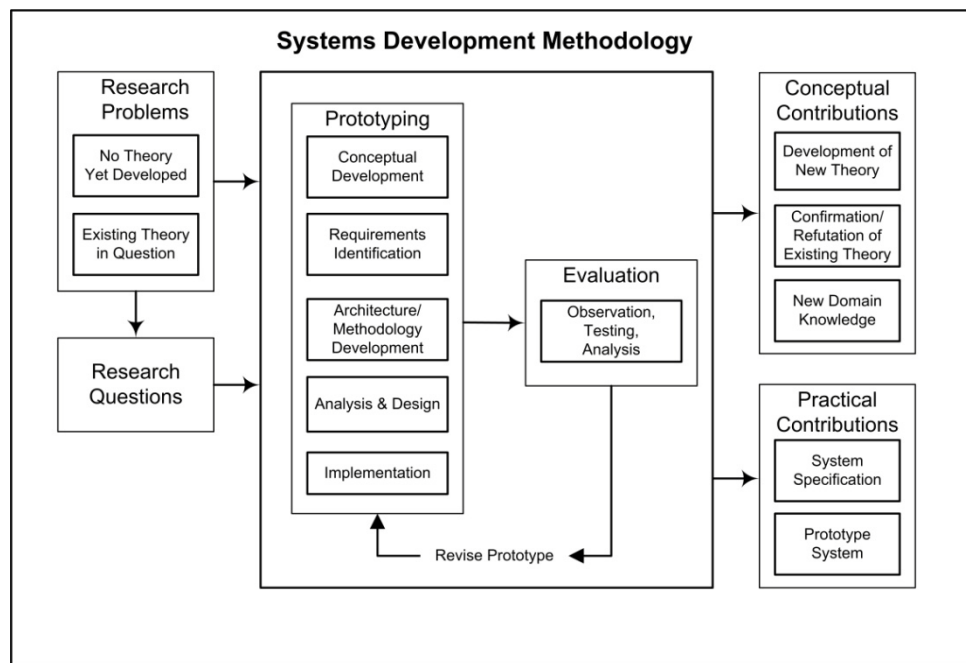 Systems Development Methodology
Research
Problems
No Theory
Yet Developed
Existing Theory
in Question
Research
Questions
Prototyping
Conceptual
Development
Requirements
Identification
Architecture/
Methodology
Development
Analysis & Design
Implementation
Evaluation
Observation,
Testing,
Analysis
Revise Prototype
Conceptual
Contributions
Development of
New Theory
Confirmation/
Refutation of
Existing Theory
New Domain
Knowledge
Practical
Contributions
System
Specification
Prototype
System